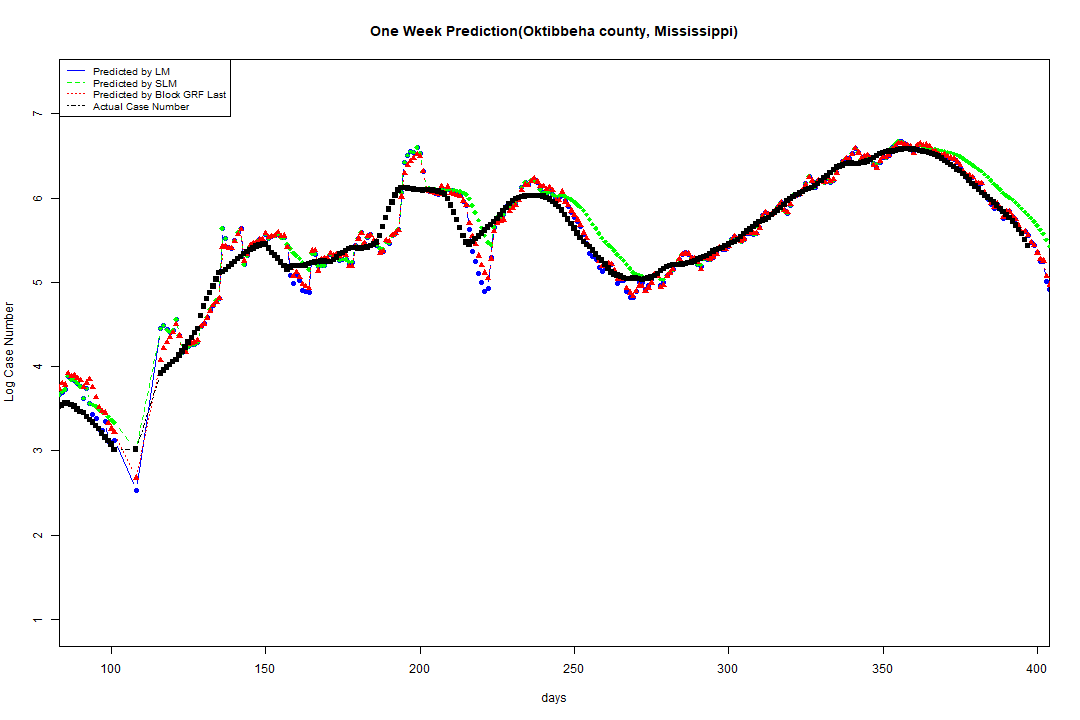 One Week Prediction(Oktibbeha county, Mississippi)
Predicted by LM
Predicted by SLM
Predicted by Block GRF Last
Actual Case Number
7
6
5
4
3
2
1
Log Case Number
100 150 200 250 300 350 400
days